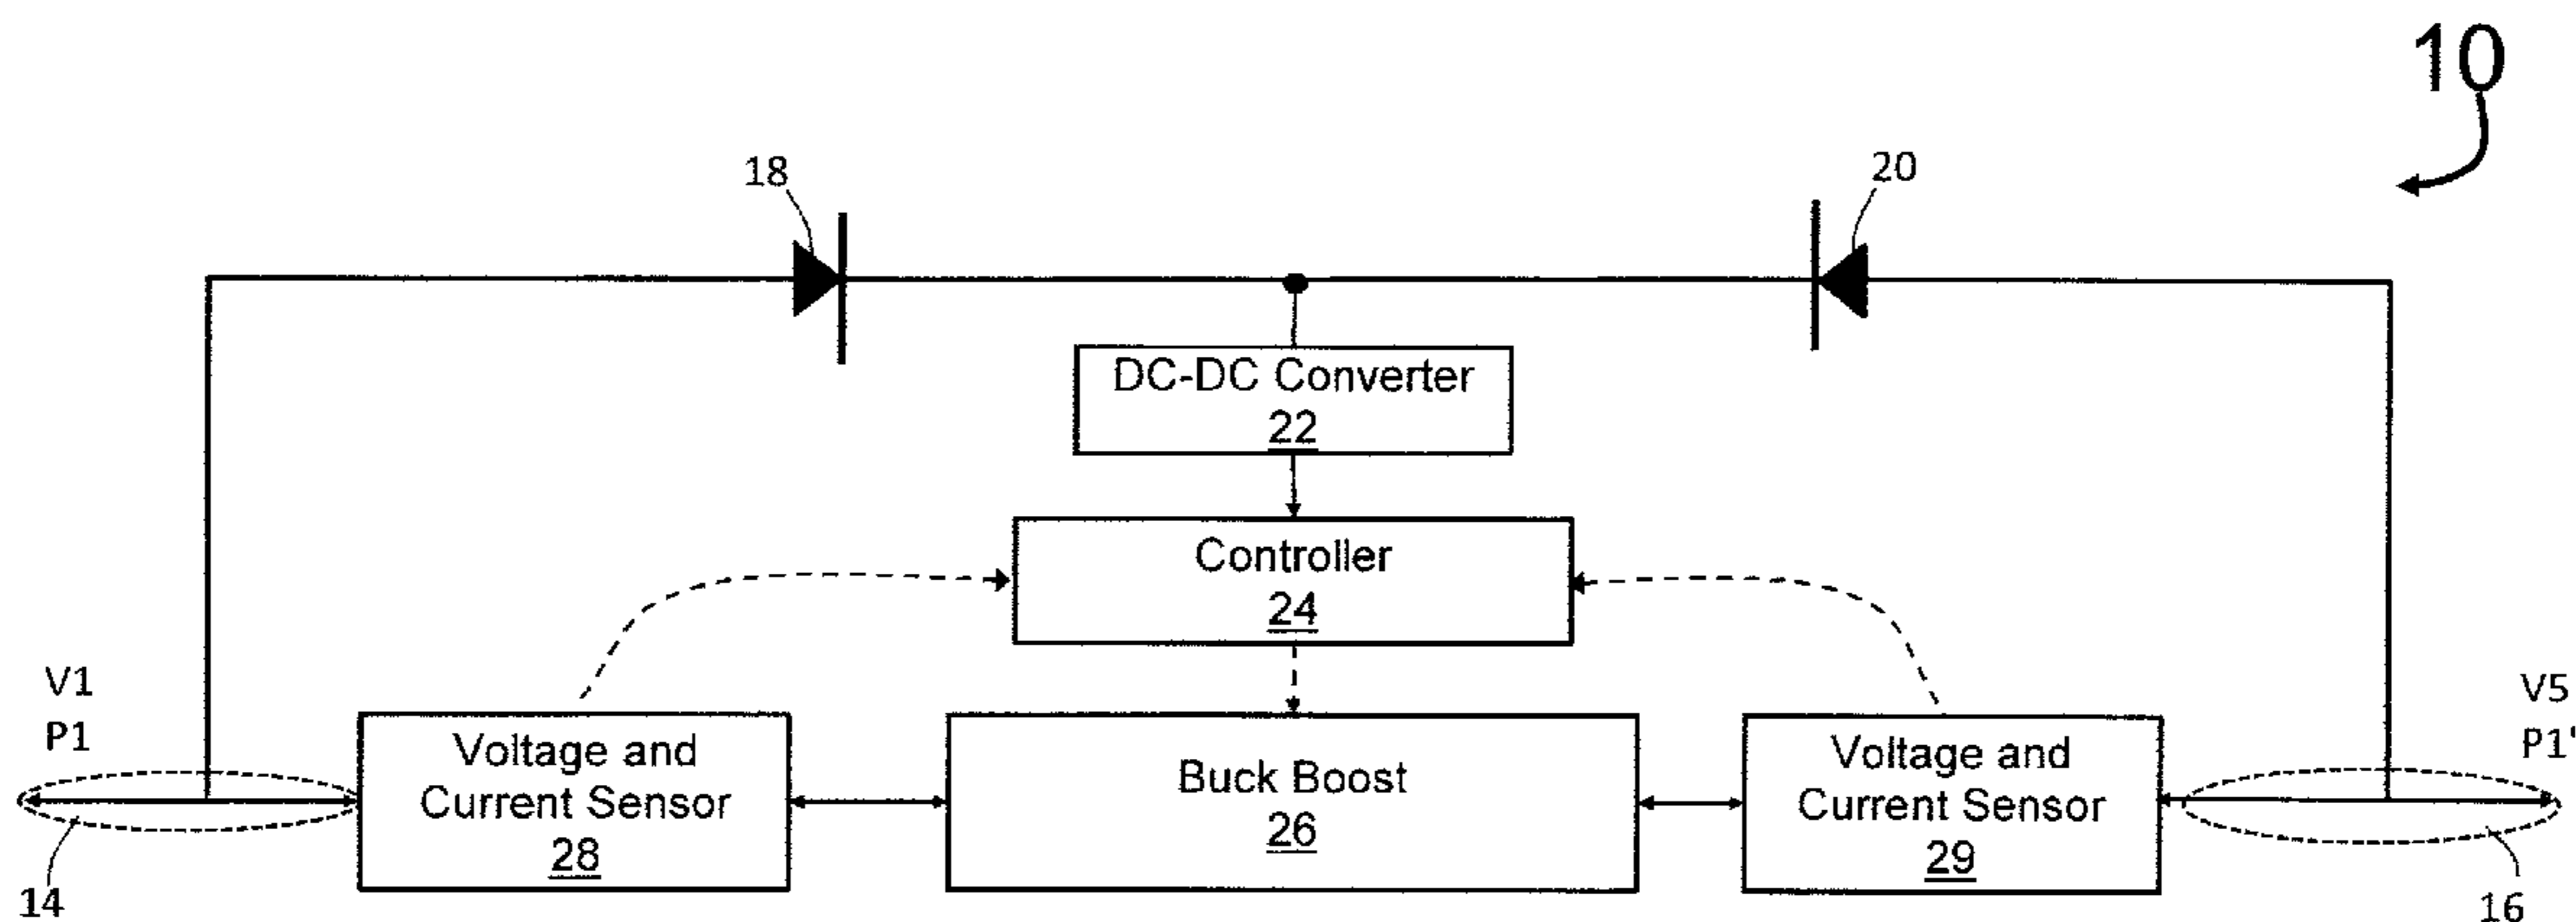 10
18
20
DC-DC Converter
22
Controller
24
V1
P1
V5
P1'
Voltage and
Current Sensor
28
Buck Boost
26
Voltage and
Current Sensor
29
14
16